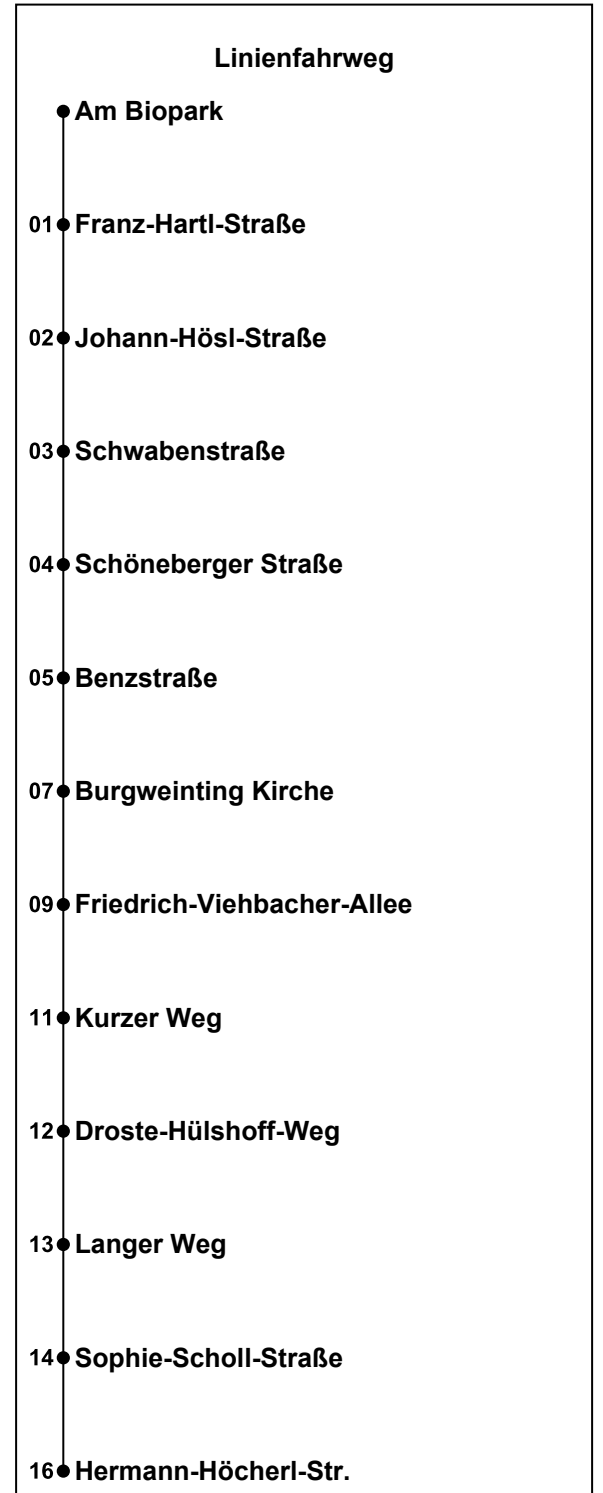 Linienfahrweg
Am Biopark
01 Franz-Hartl-Straße
02 Johann-Hösl-Straße
03 Schwabenstraße
04 Schöneberger Straße
05 Benzstraße
07 Burgweinting Kirche
09 Friedrich-Viehbacher-Allee
11 Kurzer Weg
12 Droste-Hülshoff-Weg
13 Langer Weg
14 Sophie-Scholl-Straße
16 Hermann-Höcherl-Str.